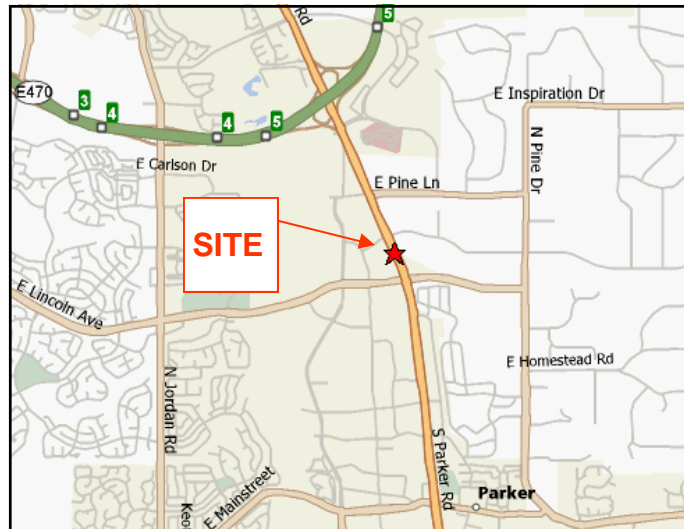 Rd
5
E470
3
4
4
5
E Inspiration Dr
N Pine Dr
E Carlson Dr
E Pine Ln
SITE
E Lincoln Ave
E Homestead Rd
N Jordan Rd
S Parker Rd
E Mainstreet
Parker
Keo